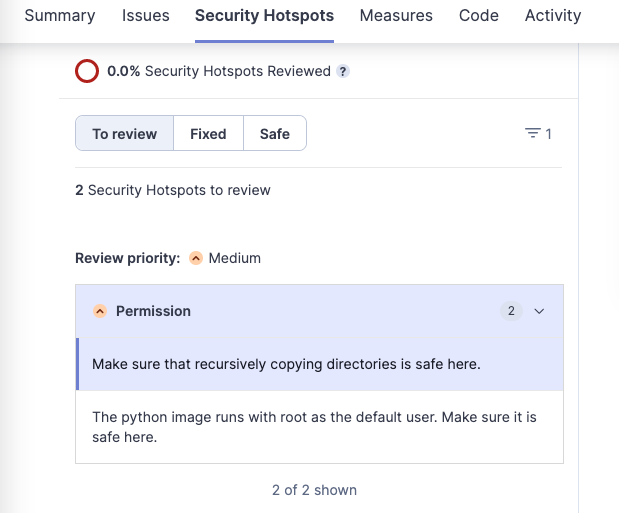 Summary Issues Security Hotspots Measures Code Activity
0.0% Security Hotspots Reviewed ?
To review Fixed Safe 1
2 Security Hotspots to review
Review priority: Medium
Permission 2
Make sure that recursively copying directories is safe here.
The python image runs with root as the default user. Make sure it is
safe here.
2 of 2 shown